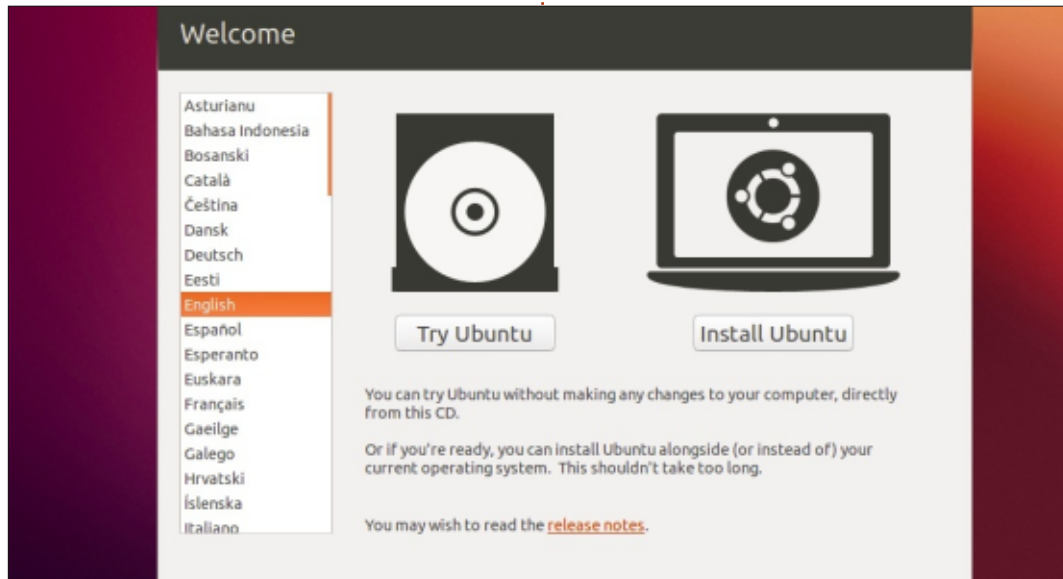 Welcome
Asturianu
Bahasa Indonesia
Bosanski
Català
Čeština
Dansk
Deutsch
Eesti
English
Español
Esperanto
Euskara
Français
Gaeilge
Galego
Hrvatski
Íslenska
Italiano
Try Ubuntu
Install Ubuntu
You can try Ubuntu without making any changes to your computer, directly
from this CD.
Or if you're ready, you can install Ubuntu alongside (or instead of) your
current operating system.  This shouldn't take too long.
You may wish to read the release notes.